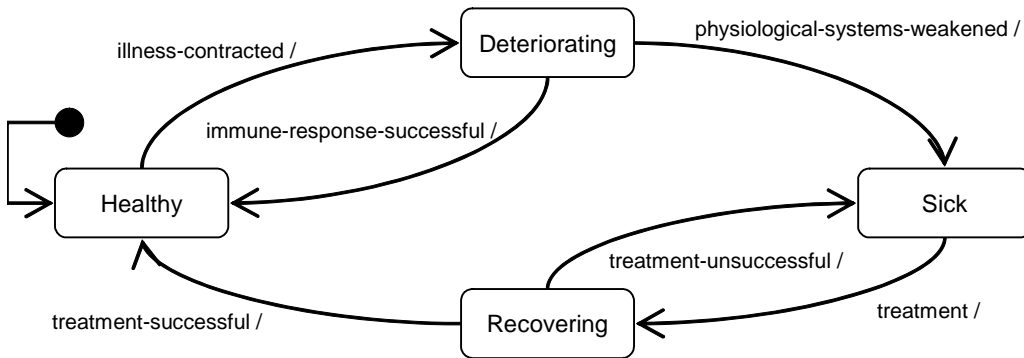 Deteriorating
physiological-systems-weakened /
illness-contracted /
immune-response-successful /
Healthy
Sick
treatment-unsuccessful /
treatment-successful /
Recovering
treatment /